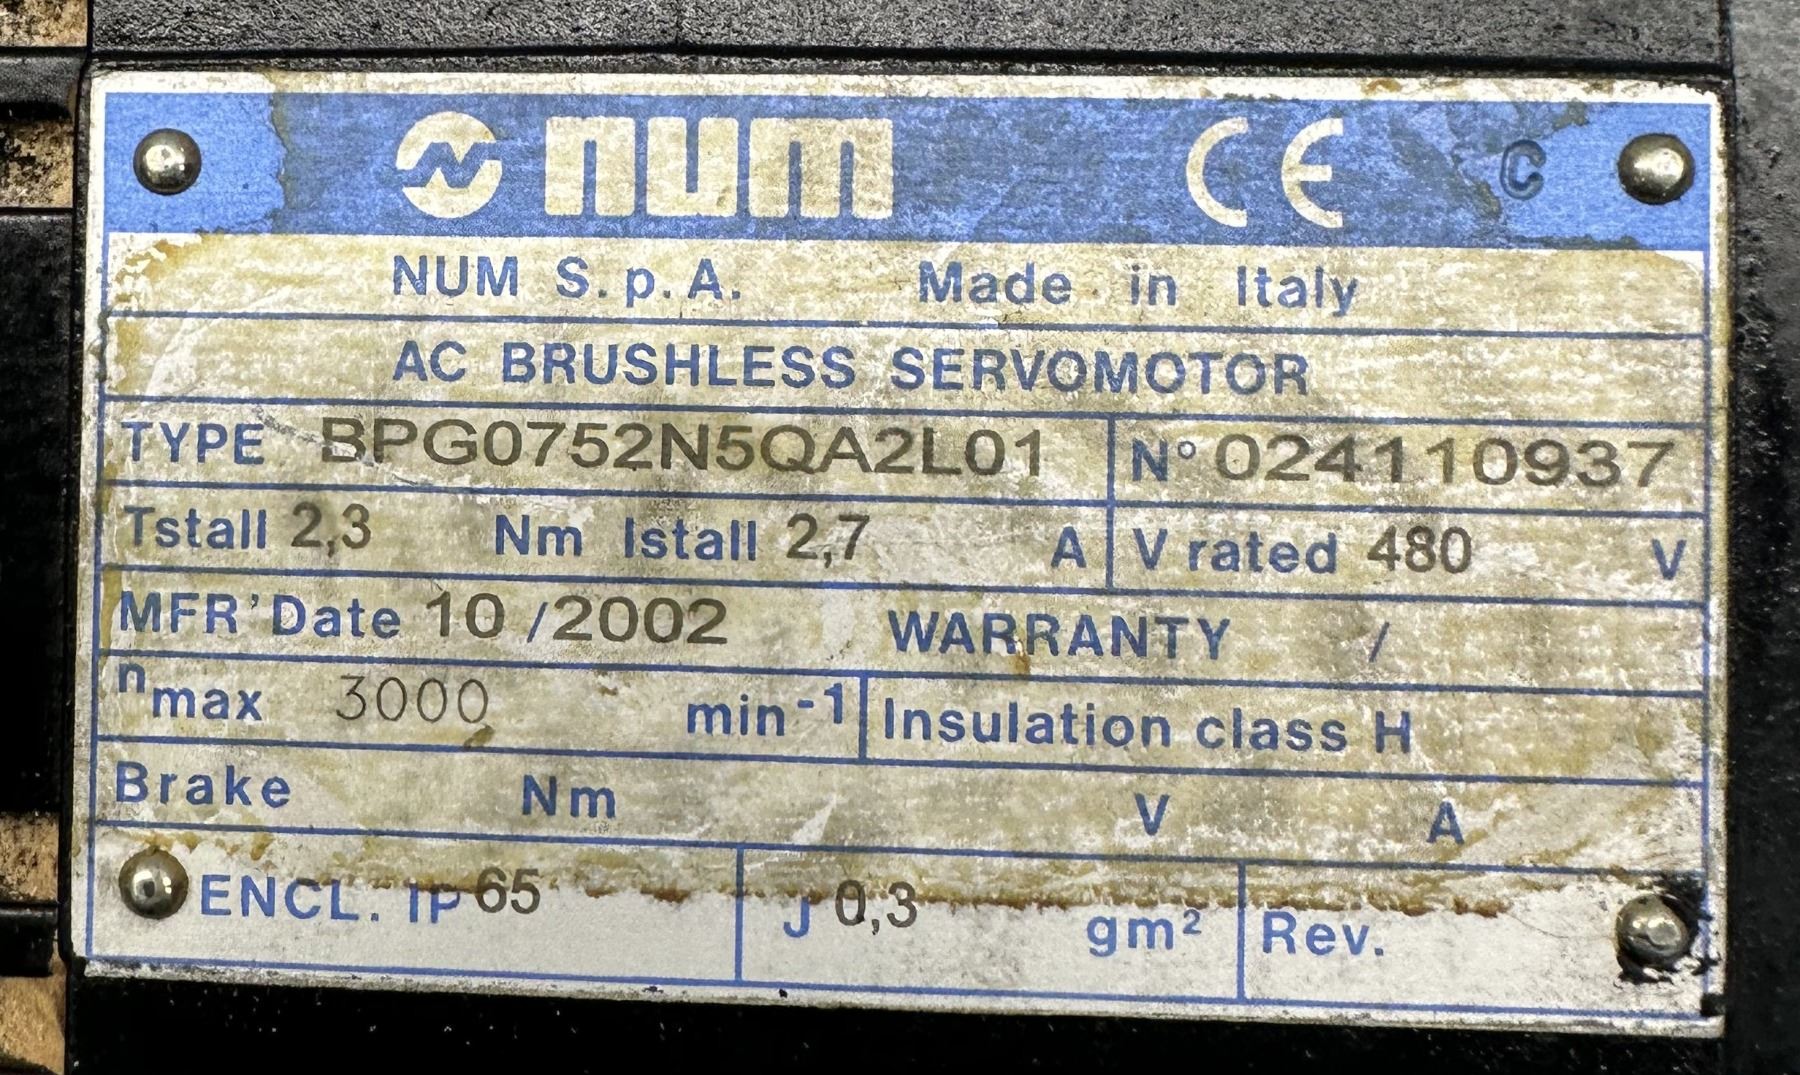 num CE C
NUM S.p.A. Made in Italy
AC BRUSHLESS SERVOMOTOR
TYPE BPG0752N5QA2L01 N° 024110937
Tstall 2,3 Nm Istall 2,7 A V rated 480 V
MFR'Date 10 /2002 WARRANTY /
nmax 3000 min⁻¹ Insulation class H
Brake Nm V A
ENCL. IP 65 J 0,3 gm² Rev.